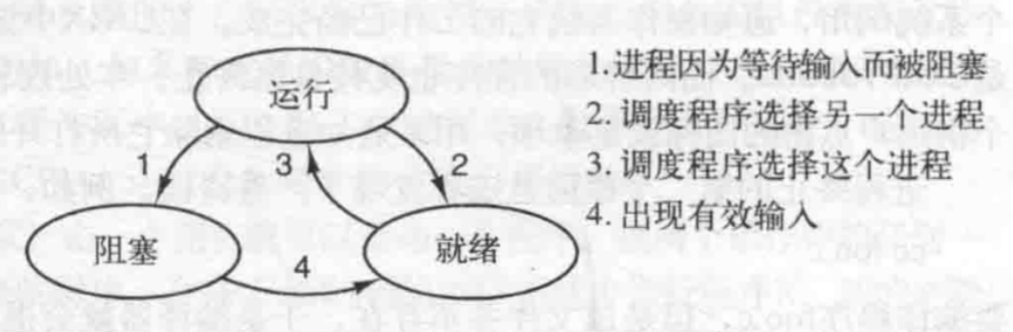 运行
1
3
2
阻塞
4
就绪
1.进程因为等待输入而被阻塞
2.调度程序选择另一个进程
3.调度程序选择这个进程
4.出现有效输入